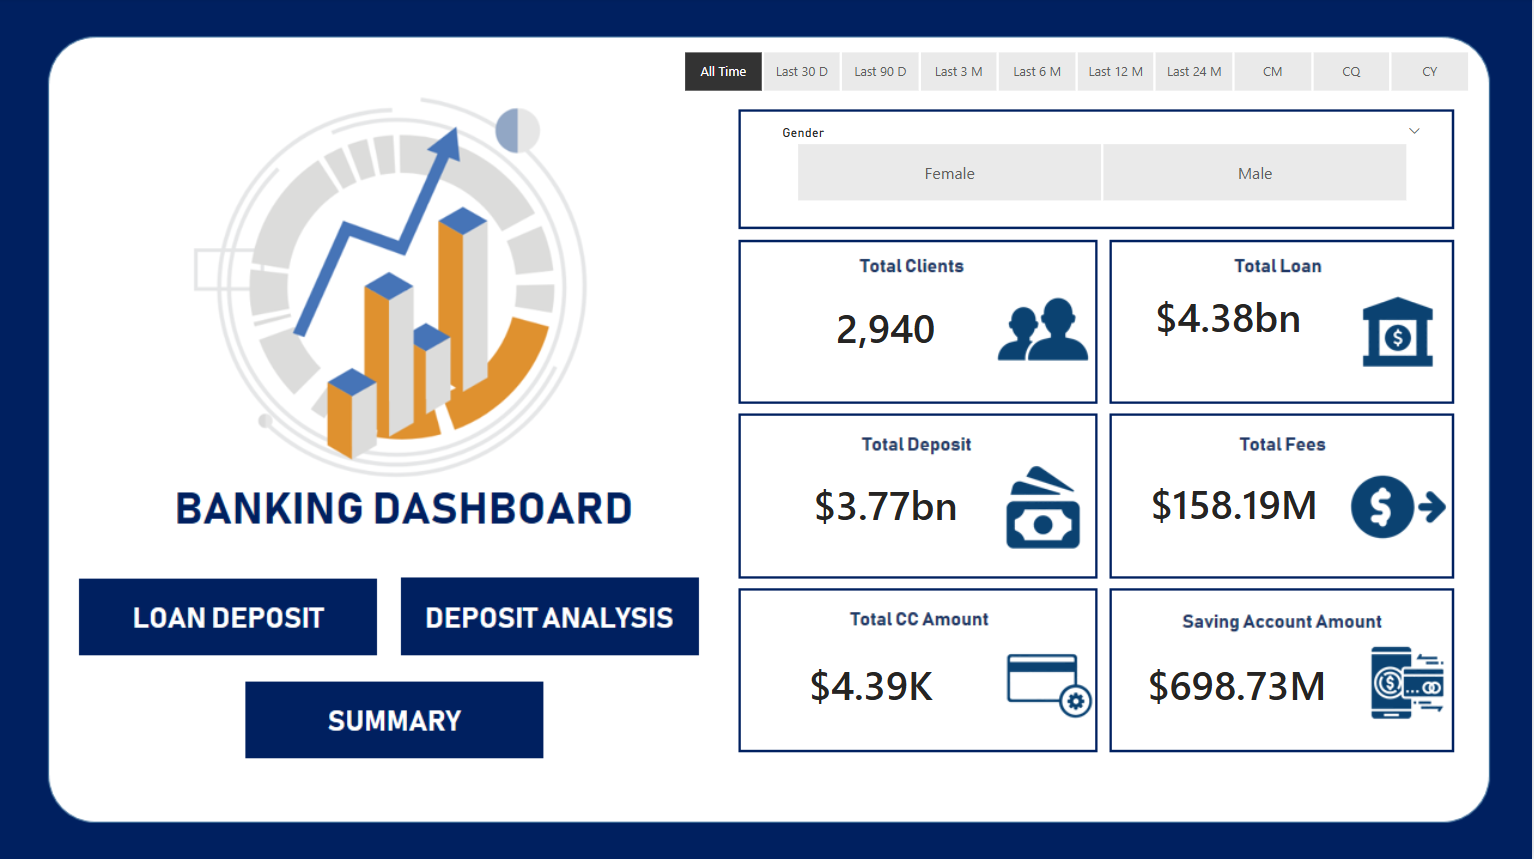 All Time Last 30 D Last 90 D Last 3 M Last 6 M Last 12 M Last 24 M CM CQ CY
Gender
Female Male
Total Clients
2,940
Total Loan
$4.38bn
Total Deposit
$3.77bn
Total Fees
$158.19M
Total CC Amount
$4.39K
Saving Account Amount
$698.73M
BANKING DASHBOARD
LOAN DEPOSIT
DEPOSIT ANALYSIS
SUMMARY